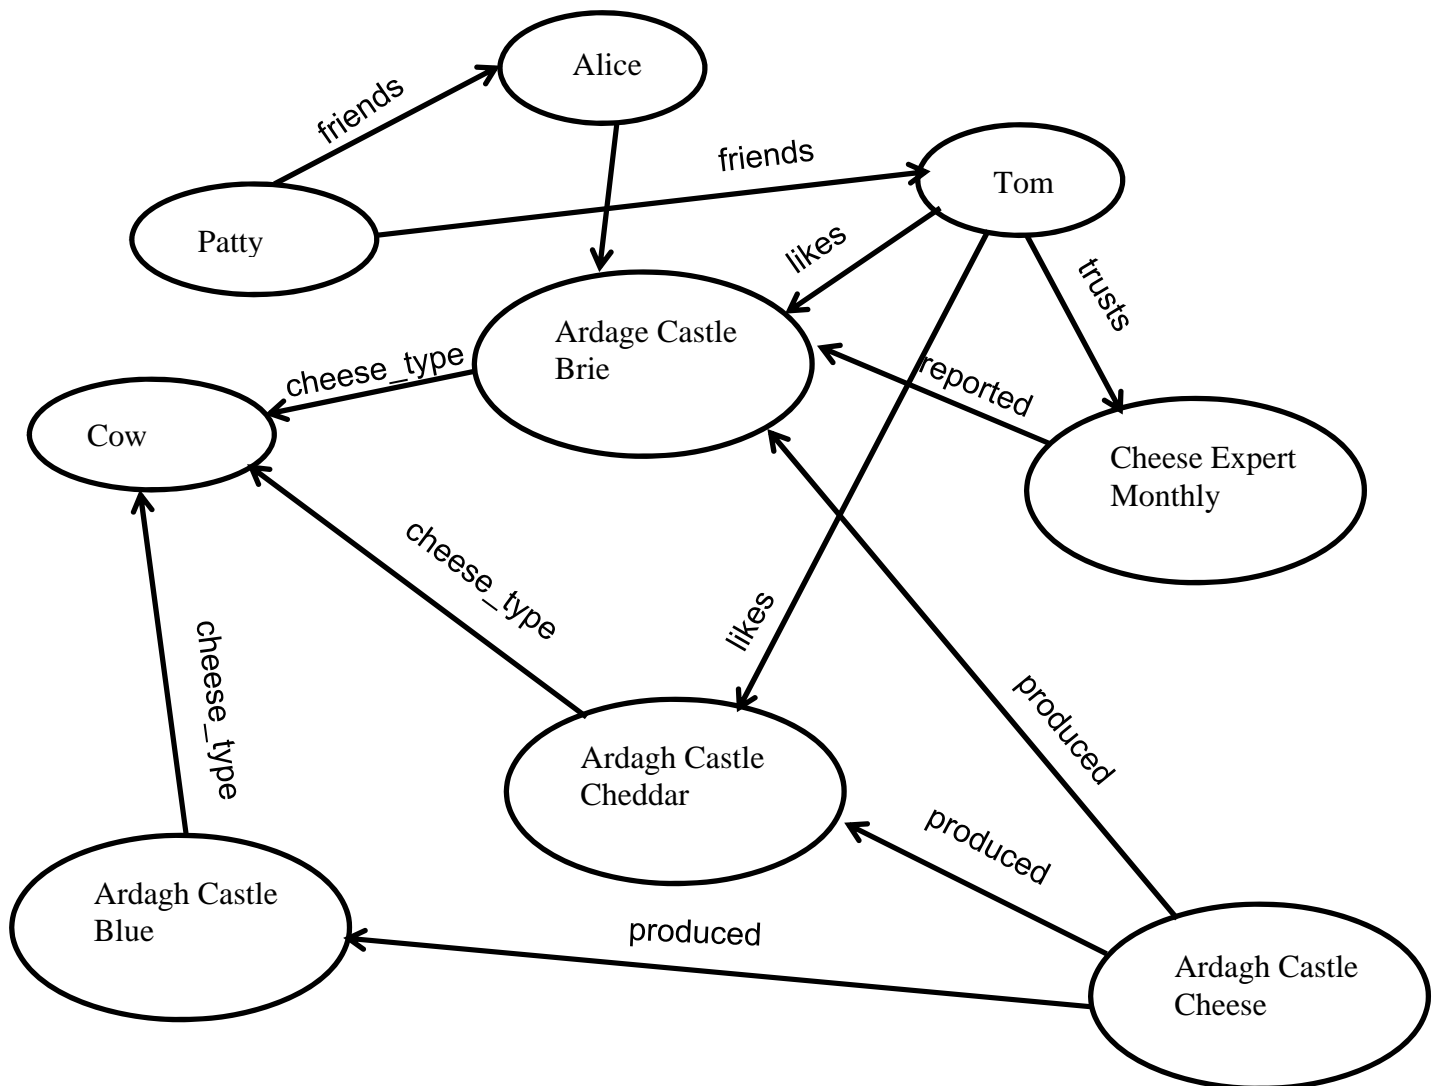 Alice
friends
friends
Tom
Patty
likes
trusts
Ardage Castle
Brie
cheese_type
reported
Cow
Cheese Expert
Monthly
cheese_type
likes
cheese_type
produced
Ardagh Castle
Cheddar
produced
Ardagh Castle
Blue
produced
Ardagh Castle
Cheese